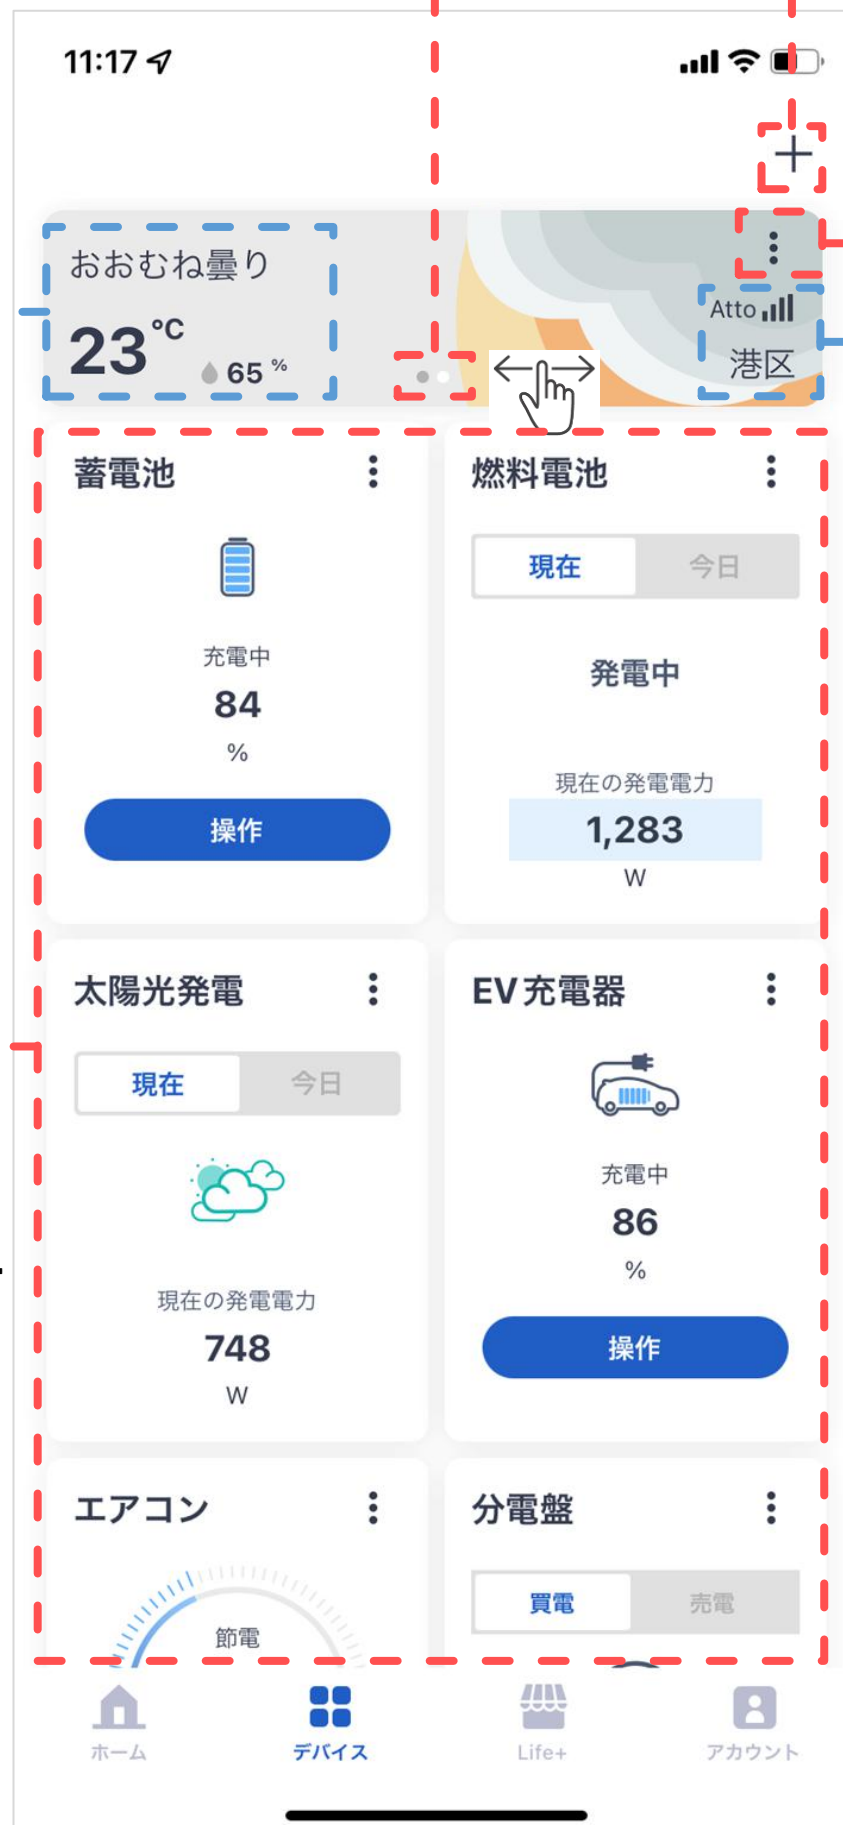 11:17
おおむね曇り
23 °C
65 %
Atto
港区
蓄電池
充電中
84
%
操作
燃料電池
現在 今日
発電中
現在の発電電力
1,283
W
太陽光発電
現在 今日
現在の発電電力
748
W
EV充電器
充電中
86
%
操作
エアコン
節電
分電盤
買電 売電
ホーム
デバイス
Life+
アカウント